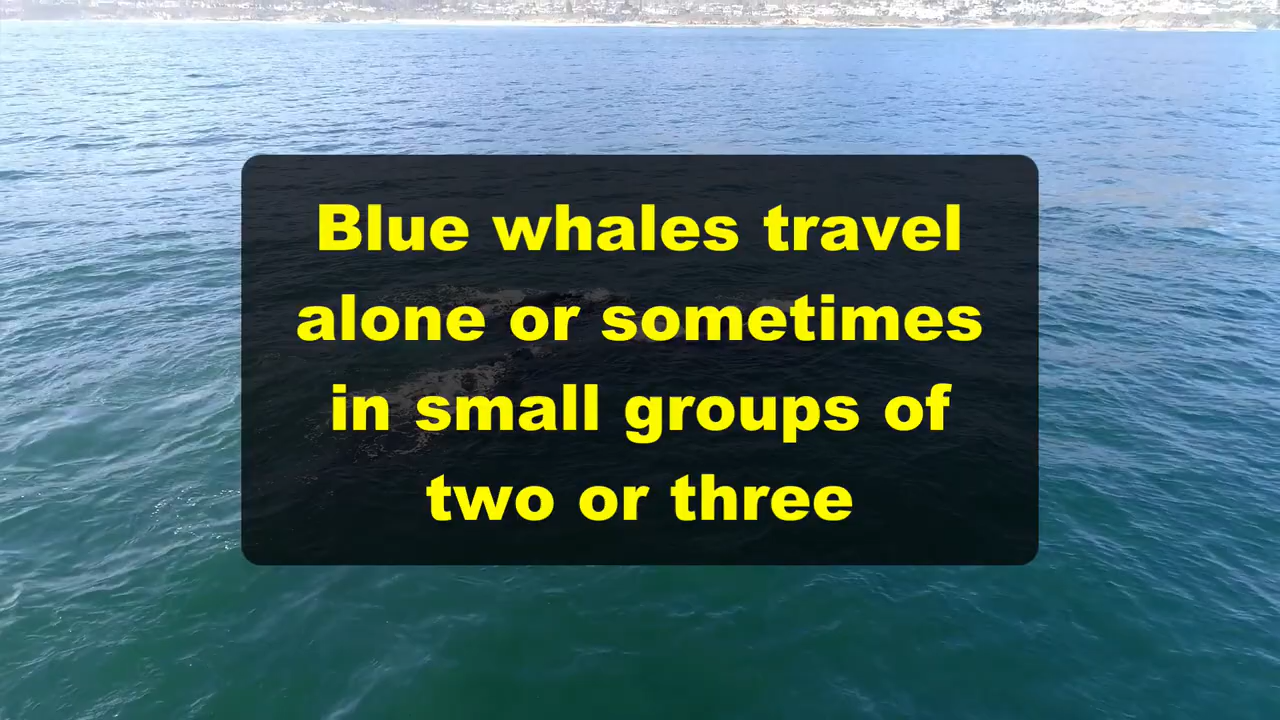 Blue whales travel
alone or sometimes
in small groups of
two or three